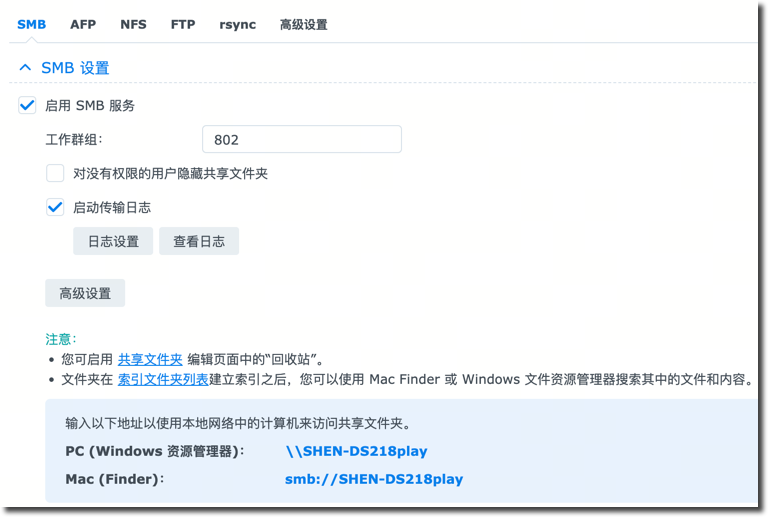 SMB AFP NFS FTP rsync 高级设置
SMB 设置
启用 SMB 服务
工作群组： 802
对没有权限的用户隐藏共享文件夹
启动传输日志
日志设置 查看日志
高级设置
注意：
• 您可启用 共享文件夹 编辑页面中的“回收站”。
• 文件夹在 索引文件夹列表建立索引之后，您可以使用 Mac Finder 或 Windows 文件资源管理器搜索其中的文件和内容。
输入以下地址以使用本地网络中的计算机来访问共享文件夹。
PC (Windows 资源管理器)： \\SHEN-DS218play
Mac (Finder)： smb://SHEN-DS218play